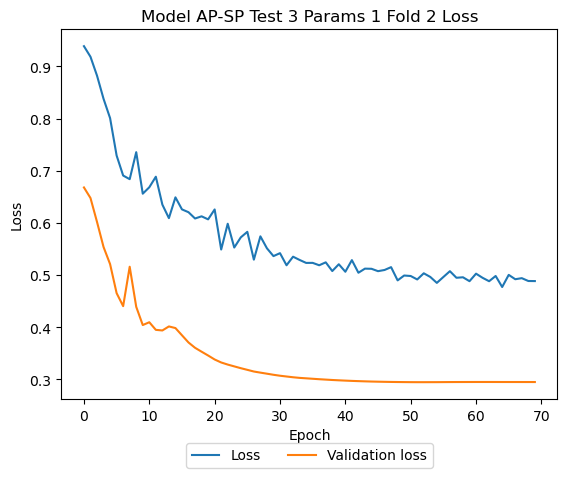 Model AP-SP Test 3 Params 1 Fold 2 Loss
0.9
0.8
0.7
0.6
0.5
0.4
0.3
Loss
0 10 20 30 40 50 60 70
Epoch
Loss Validation loss